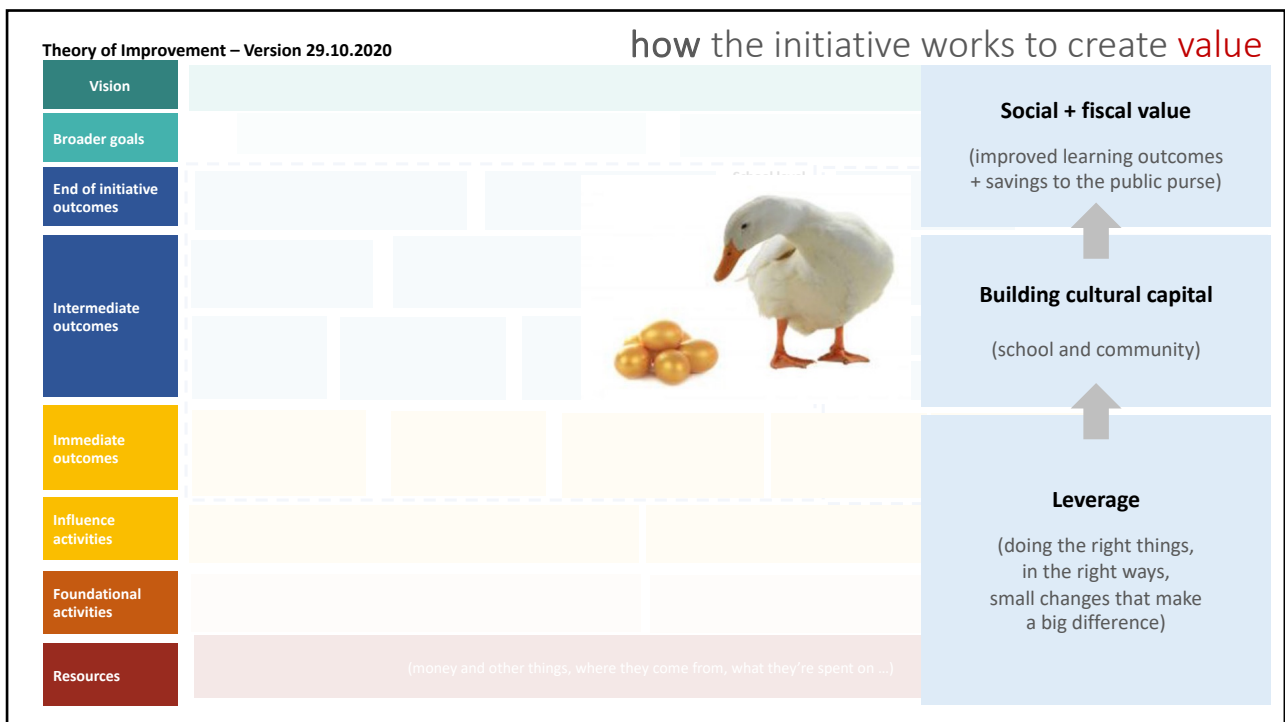 Theory of Improvement – Version 29.10.2020
how the initiative works to create value
Vision
Broader goals
End of initiative
outcomes
Intermediate
outcomes
Immediate
outcomes
Influence
activities
Foundational
activities
Resources
School level
(money and other things, where they come from, what they're spent on …)
Social + fiscal value
(improved learning outcomes
+ savings to the public purse)
Building cultural capital
(school and community)
Leverage
(doing the right things,
in the right ways,
small changes that make
a big difference)